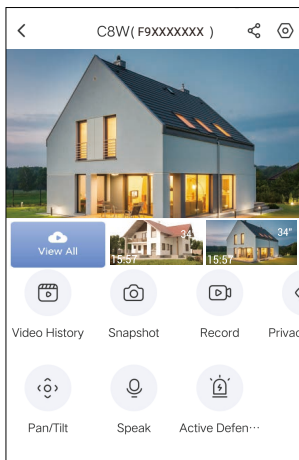 C8W( F9XXXXXXX )
View All
34"
15:57
34"
15:57
Video History
Snapshot
Record
Privac
Pan/Tilt
Speak
Active Defen···